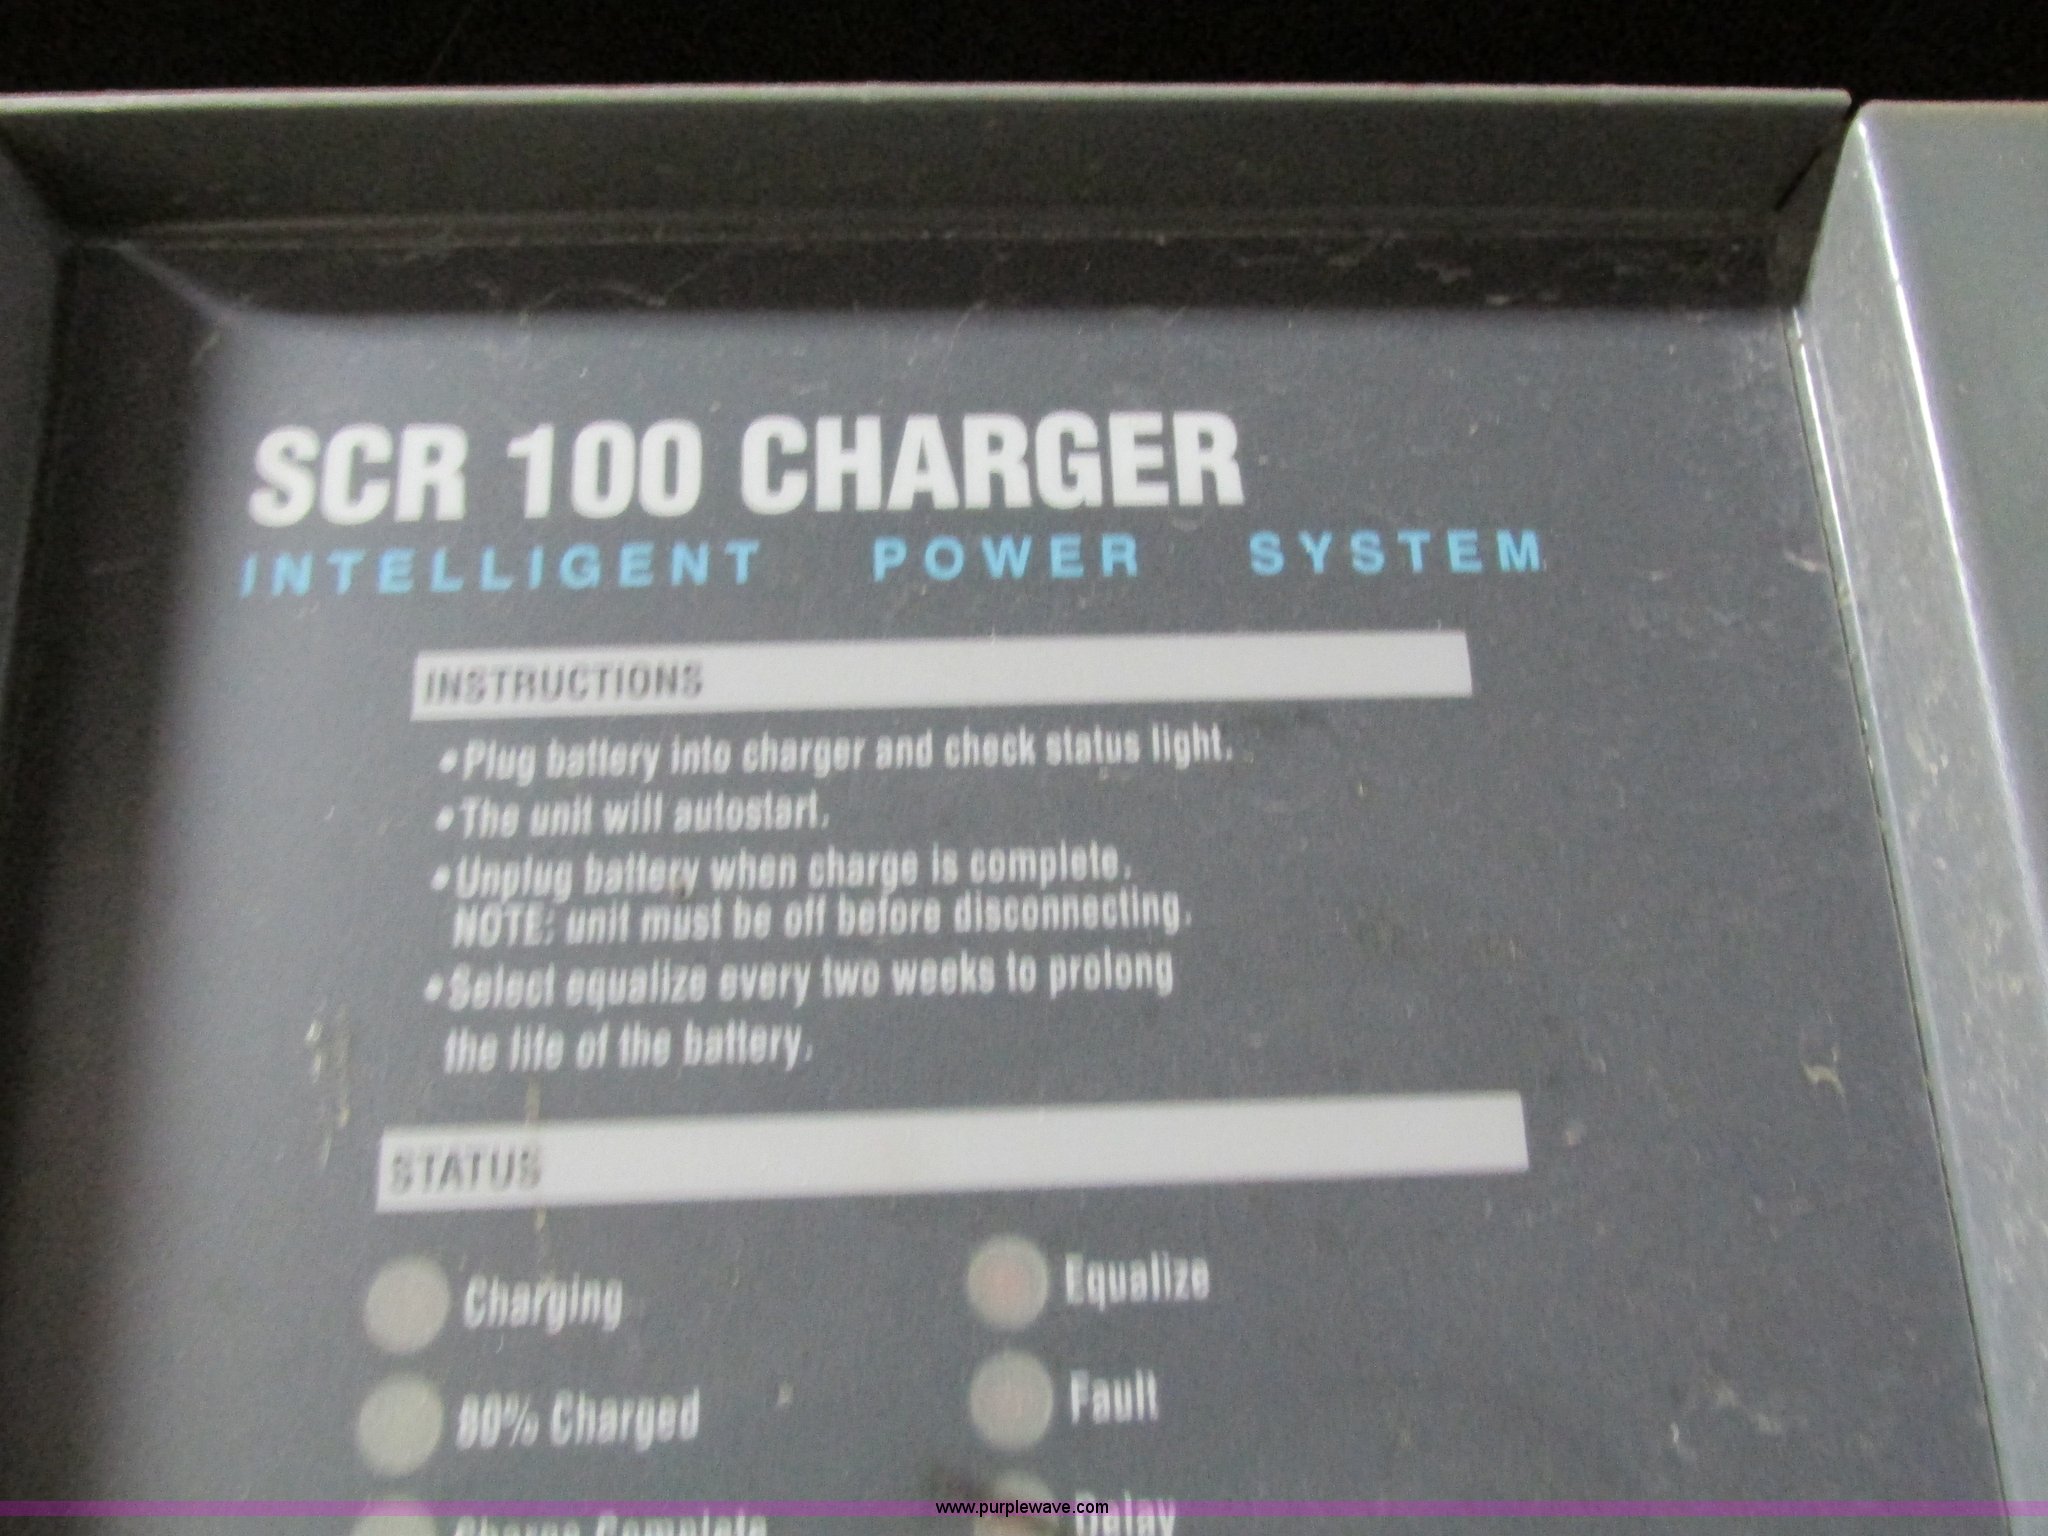 SCR 100 CHARGER
INTELLIGENT POWER SYSTEM
INSTRUCTIONS
• Plug battery into charger and check status light.
• The unit will autostart.
• Unplug battery when charge is complete.
NOTE: unit must be off before disconnecting.
• Select equalize every two weeks to prolong
the life of the battery.
STATUS
Charging
Equalize
80% Charged
Fault
Charge Complete
Delay
www.purplewave.com